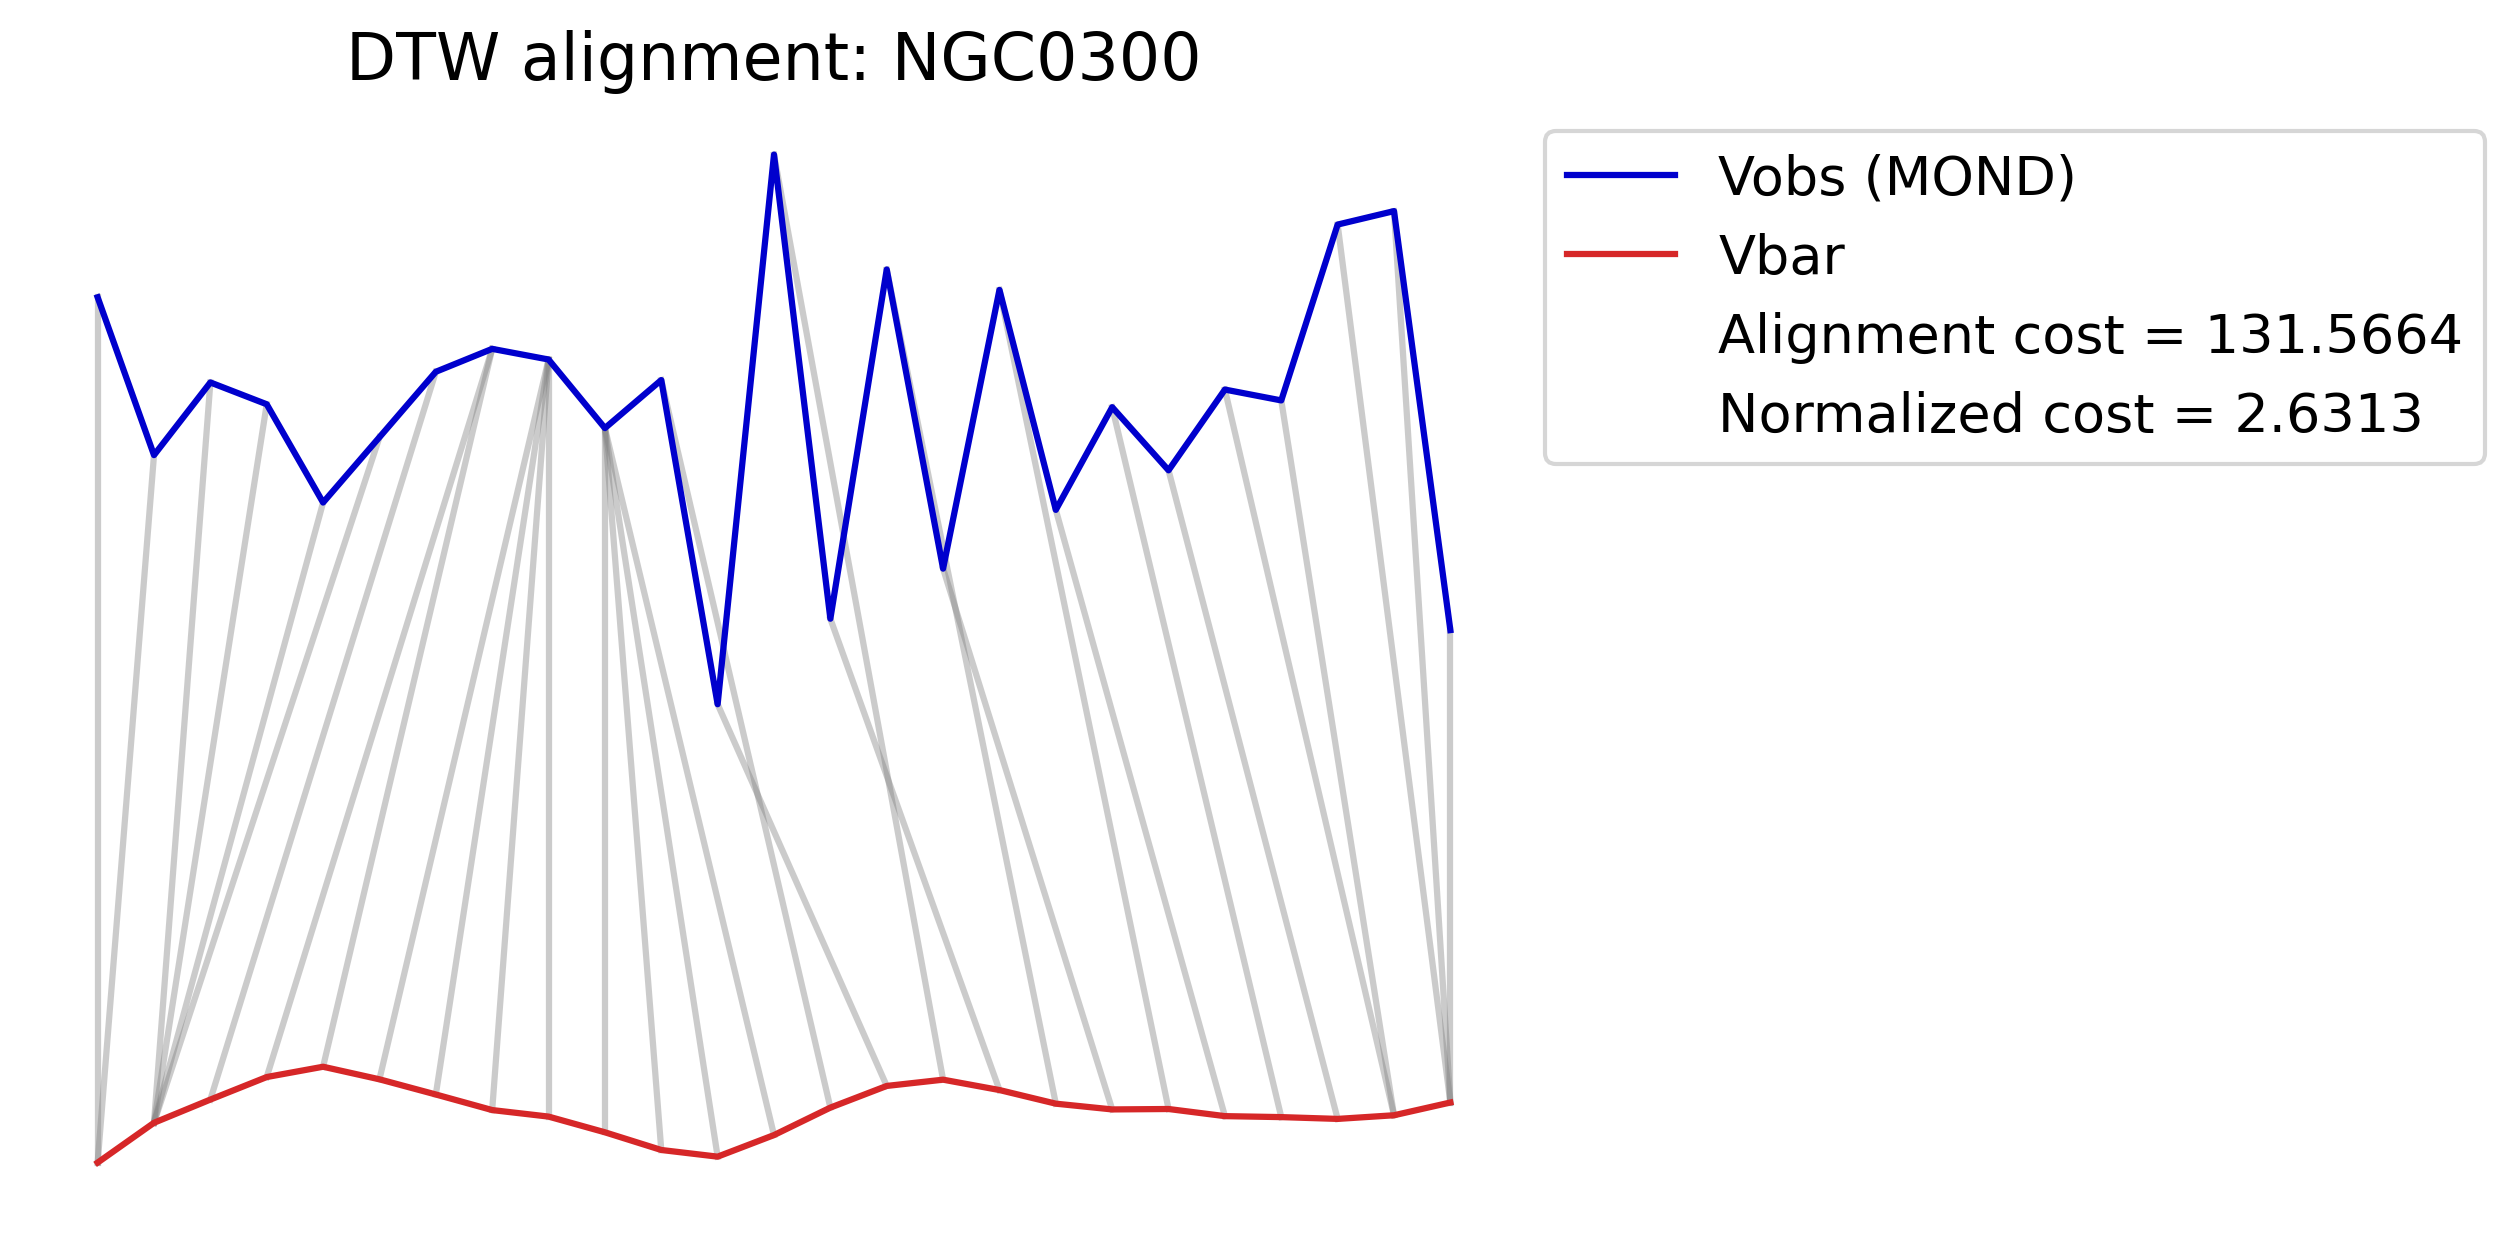 DTW alignment: NGC0300
Vobs (MOND)
Vbar
Alignment cost = 131.5664
Normalized cost = 2.6313